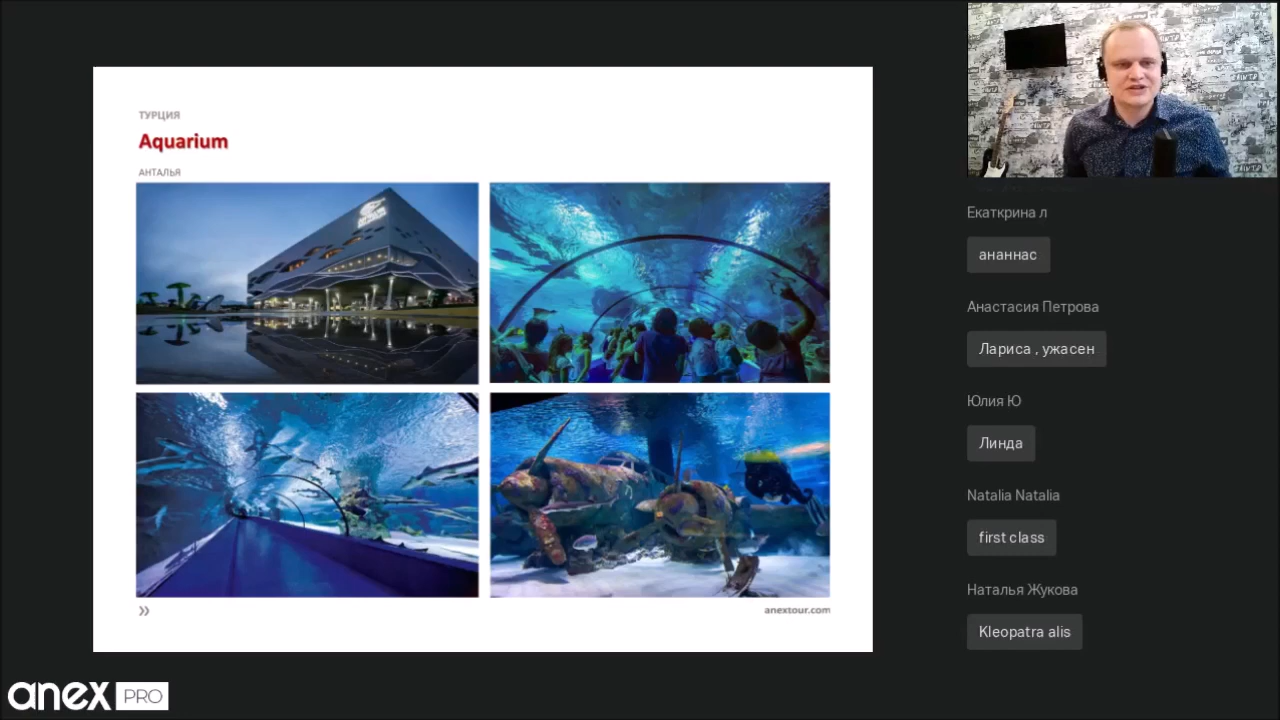 ТУРЦИЯ
Aquarium
АНТАЛЬЯ
anextour.com
anex PRO
Екаткрина л
ананнас
Анастасия Петрова
Лариса , ужасен
Юлия Ю
Линда
Natalia Natalia
first class
Наталья Жукова
Kleopatra alis